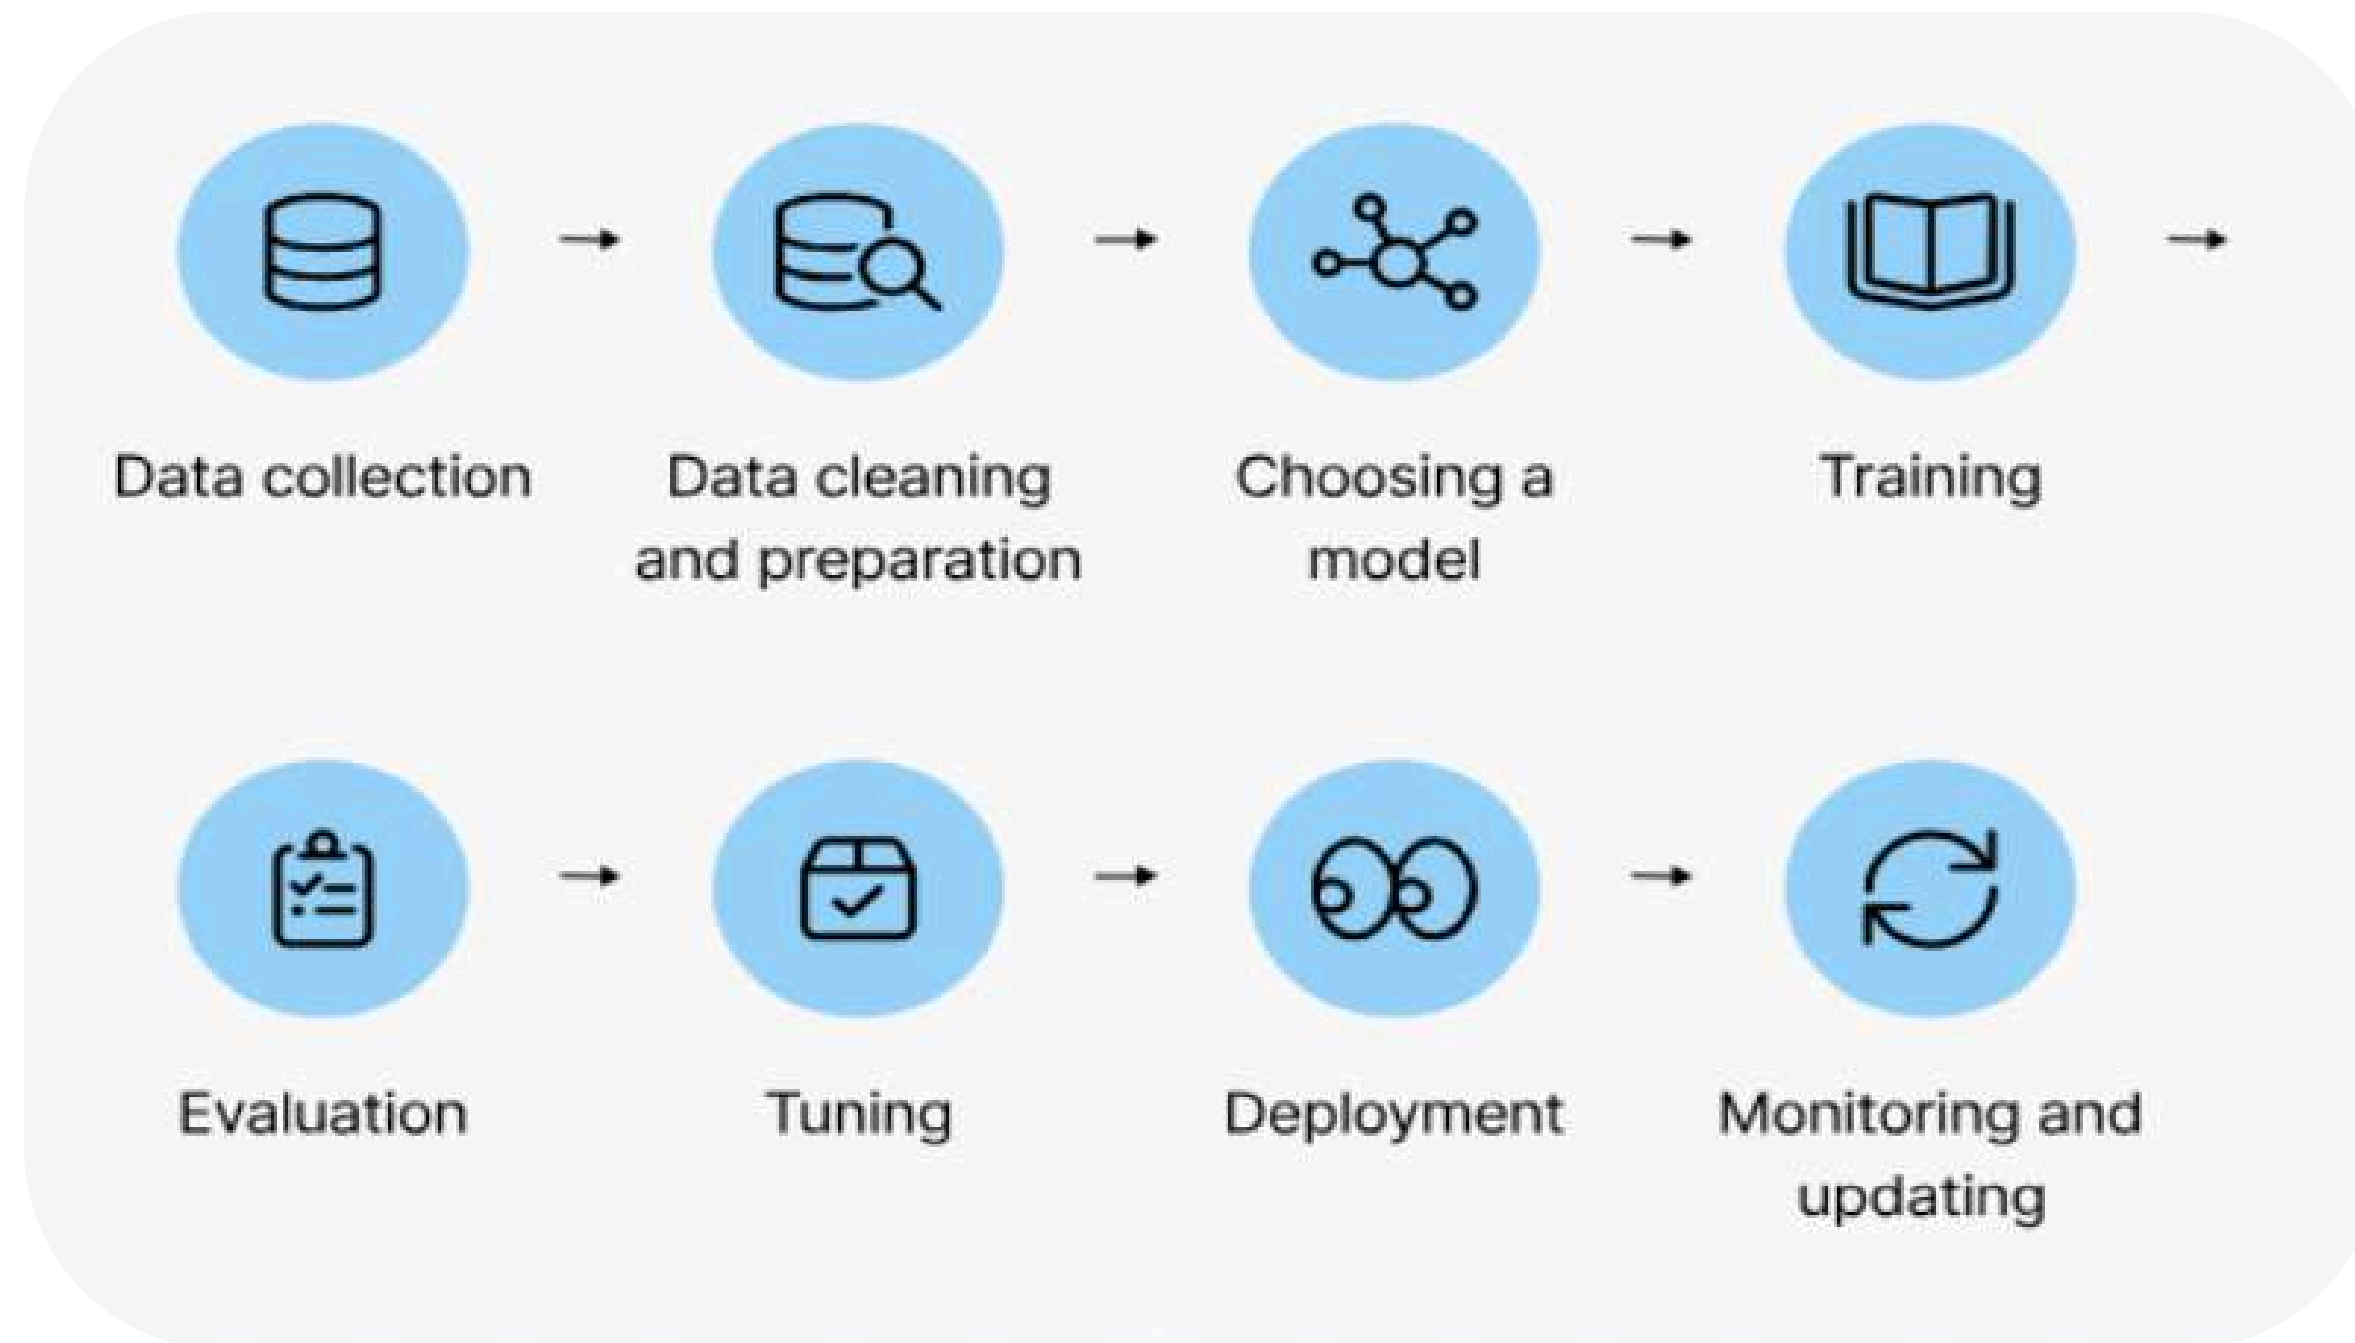 Data collection
Data cleaning
and preparation
Choosing a
model
Training
Evaluation
Tuning
Deployment
Monitoring and
updating